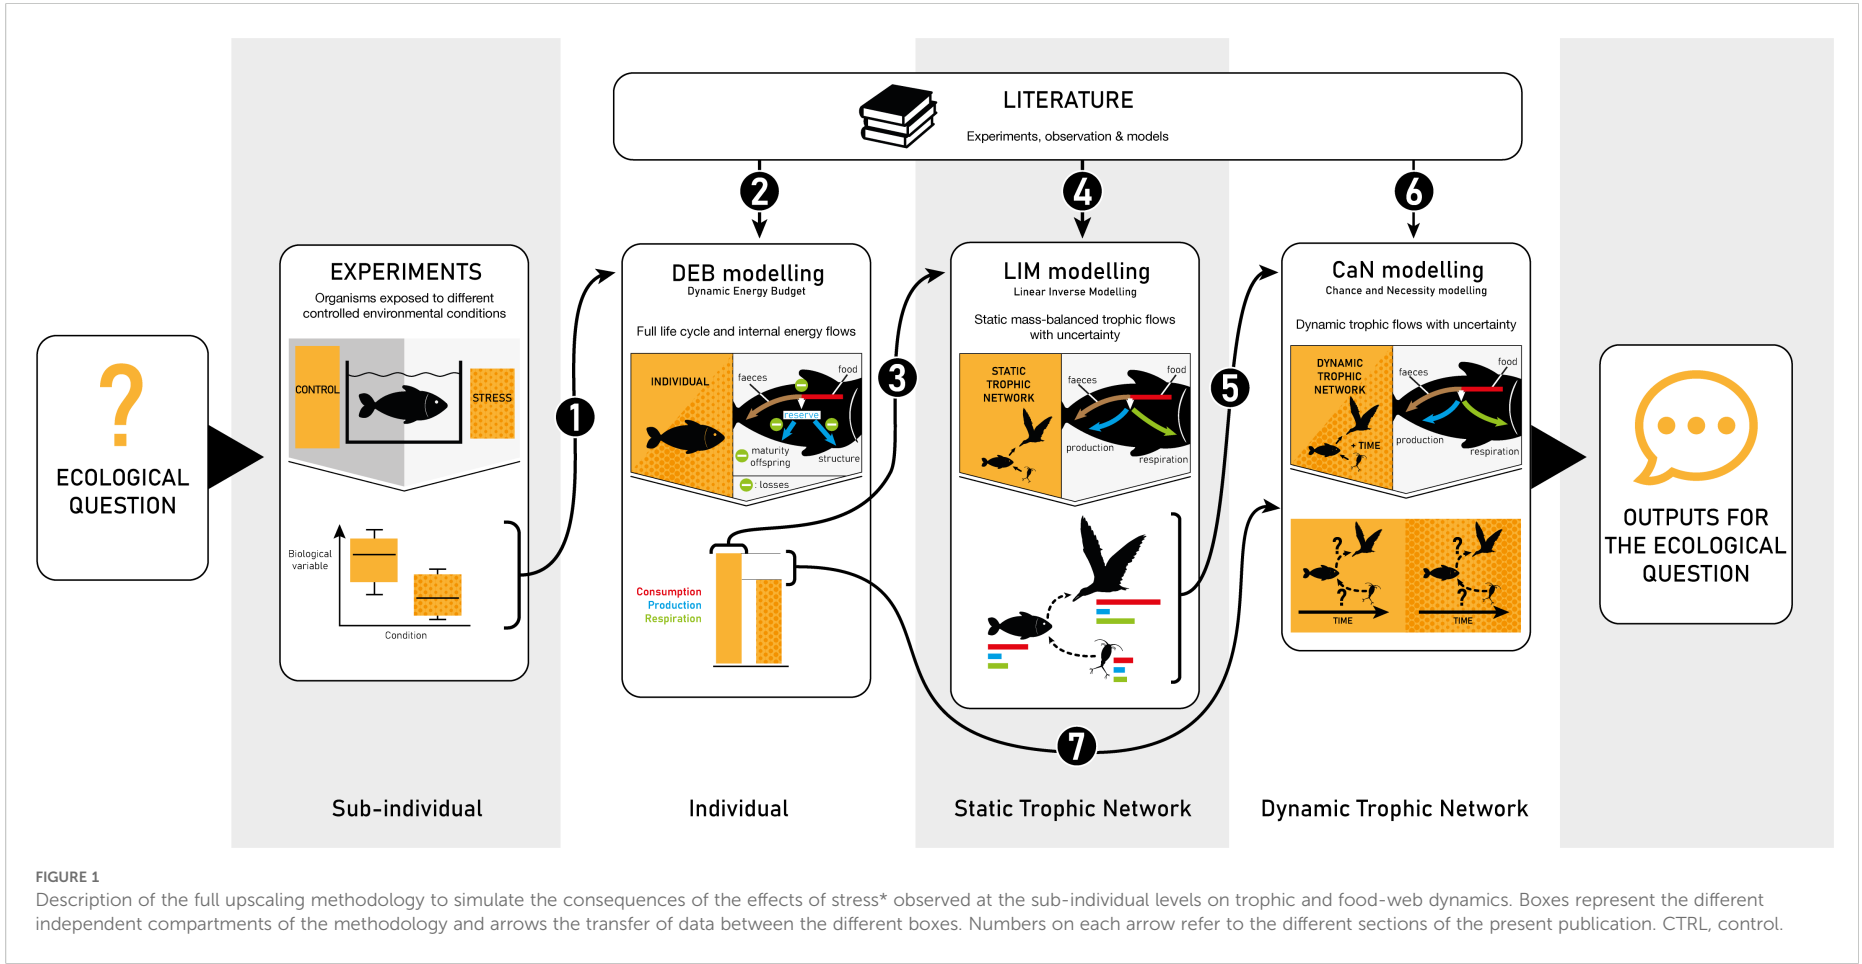 LITERATURE
Experiments, observation & models
2
4
6
?
ECOLOGICAL
QUESTION
EXPERIMENTS
Organisms exposed to different
controlled environmental conditions
CONTROL
STRESS
Biological
variable
Condition
1
DEB modelling
Dynamic Energy Budget
Full life cycle and internal energy flows
INDIVIDUAL
faeces
food
reserve
maturity
offspring
structure
: losses
Consumption
Production
Respiration
3
LIM modelling
Linear Inverse Modelling
Static mass-balanced trophic flows
with uncertainty
STATIC
TROPHIC
NETWORK
faeces
food
production
respiration
5
7
CaN modelling
Chance and Necessity modelling
Dynamic trophic flows with uncertainty
DYNAMIC
TROPHIC
NETWORK
+ TIME
faeces
food
production
respiration
?
?
TIME
?
?
TIME
OUTPUTS FOR
THE ECOLOGICAL
QUESTION
Sub-individual
Individual
Static Trophic Network
Dynamic Trophic Network
FIGURE 1
Description of the full upscaling methodology to simulate the consequences of the effects of stress* observed at the sub-individual levels on trophic and food-web dynamics. Boxes represent the different
independent compartments of the methodology and arrows the transfer of data between the different boxes. Numbers on each arrow refer to the different sections of the present publication. CTRL, control.